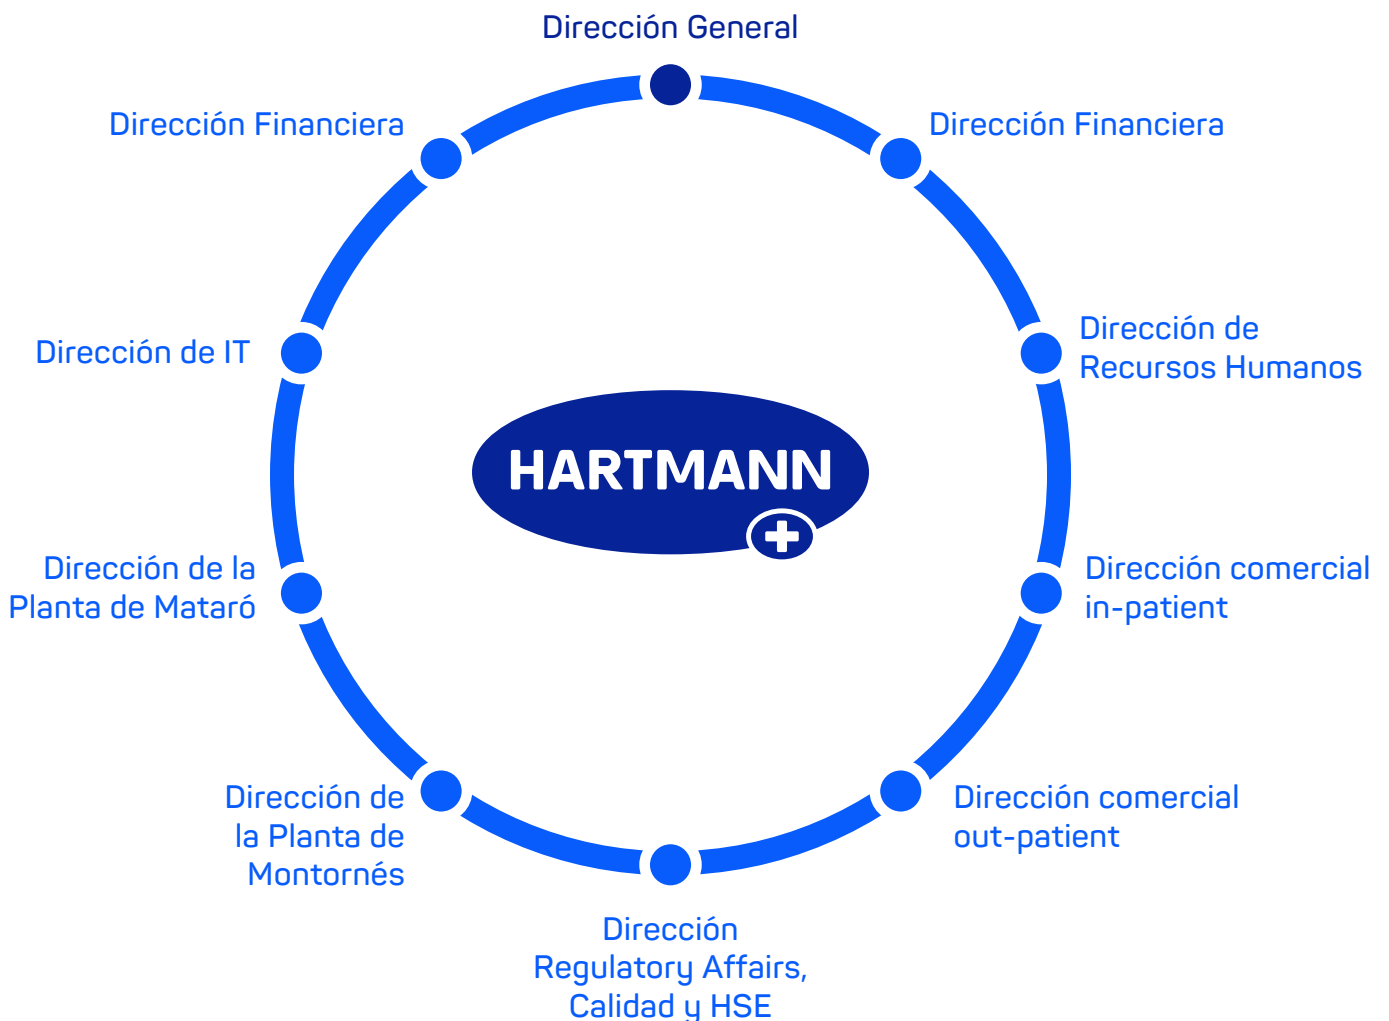 Dirección General
Dirección Financiera
Dirección Financiera
Dirección de
Recursos Humanos
Dirección de IT
HARTMANN
Dirección de la
Planta de Mataró
Dirección comercial
in-patient
Dirección de
la Planta de
Montornés
Dirección comercial
out-patient
Dirección
Regulatory Affairs,
Calidad y HSE